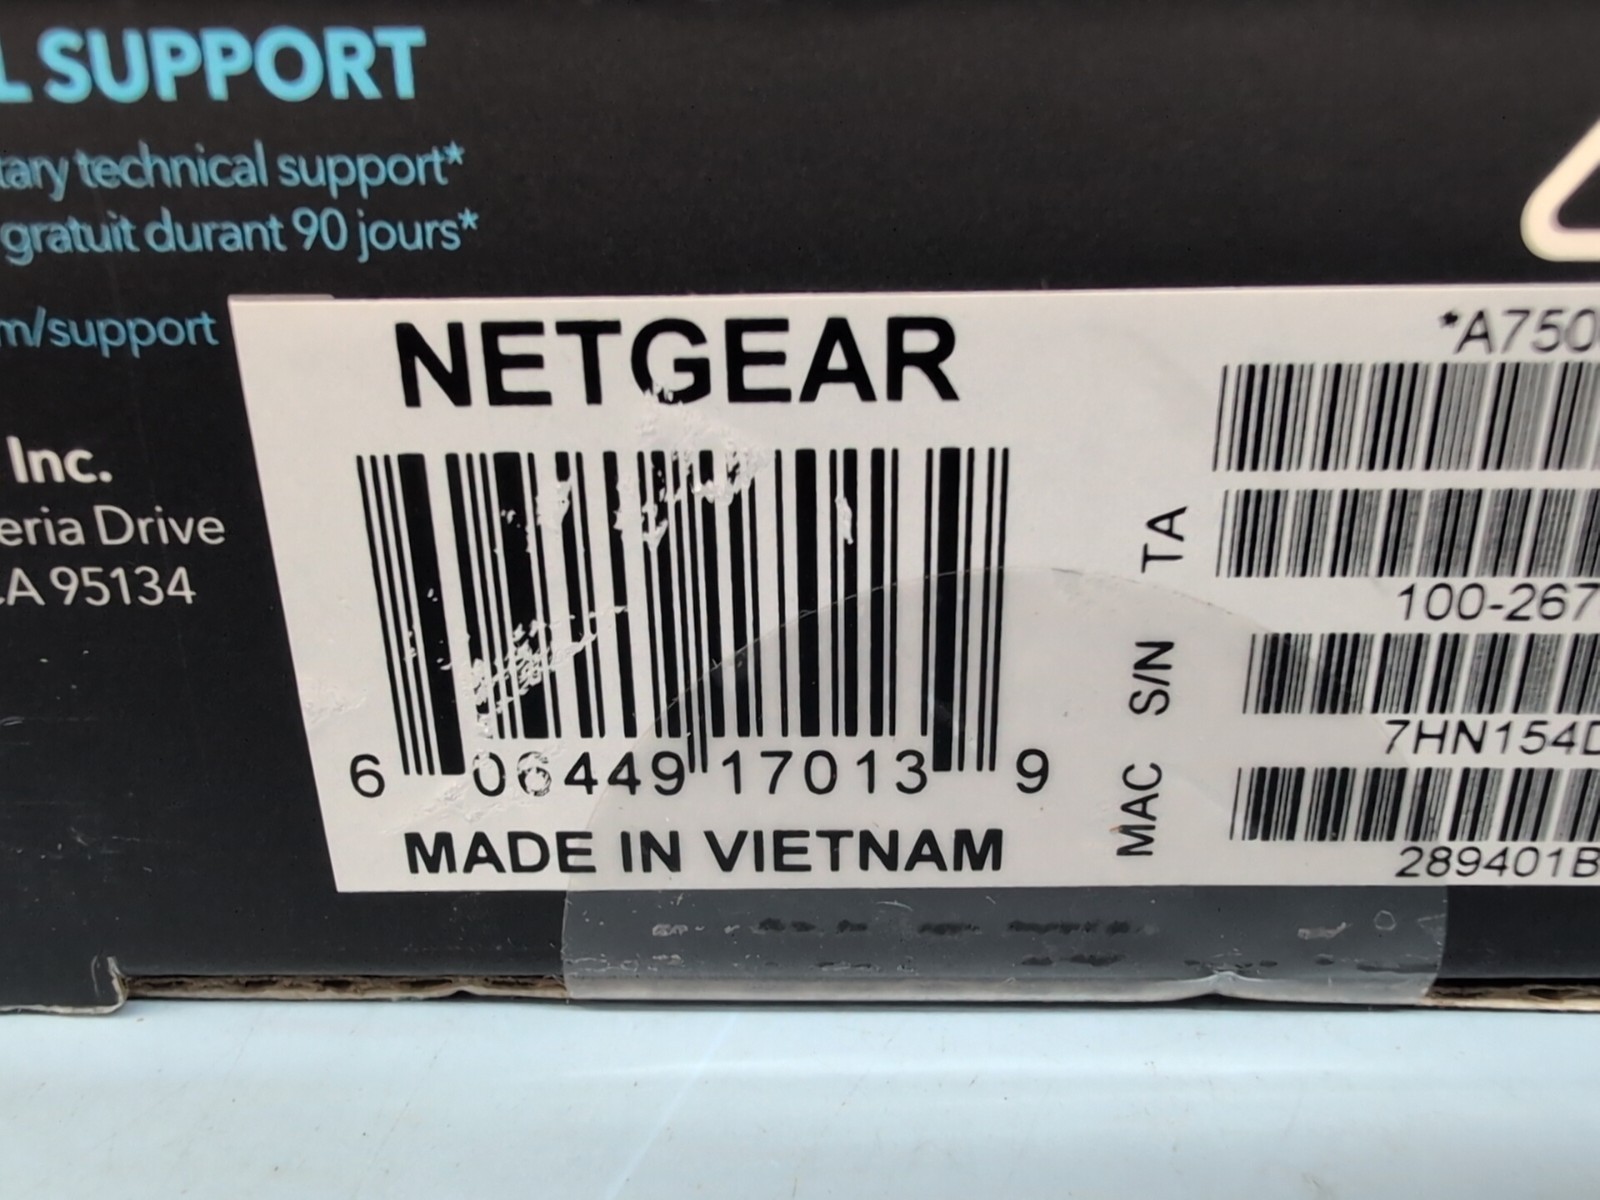 L SUPPORT
tary technical support*
gratuit durant 90 jours*
m/support
Inc.
eria Drive
CA 95134
NETGEAR
6 06449 17013 9
MADE IN VIETNAM
*A750
TA
100-267
S/N
7HN154D
MAC
289401B